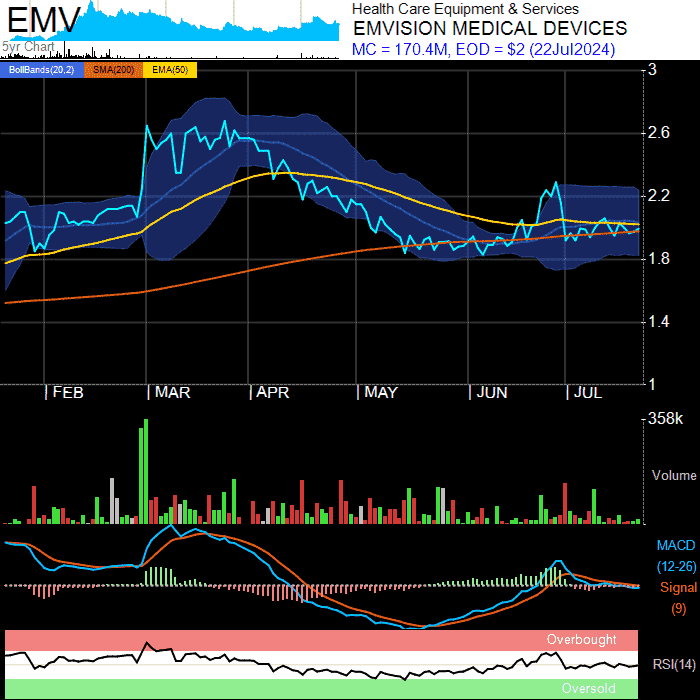 EMV
5yr Chart
Health Care Equipment & Services
EMVISION MEDICAL DEVICES
MC = 170.4M, EOD = $2 (22Jul2024)
BollBands(20,2) SMA(200) EMA(50)
3
2.6
2.2
1.8
1.4
1
FEB MAR APR MAY JUN JUL
358k
Volume
MACD
(12-26)
Signal
(9)
Overbought
RSI(14)
Oversold